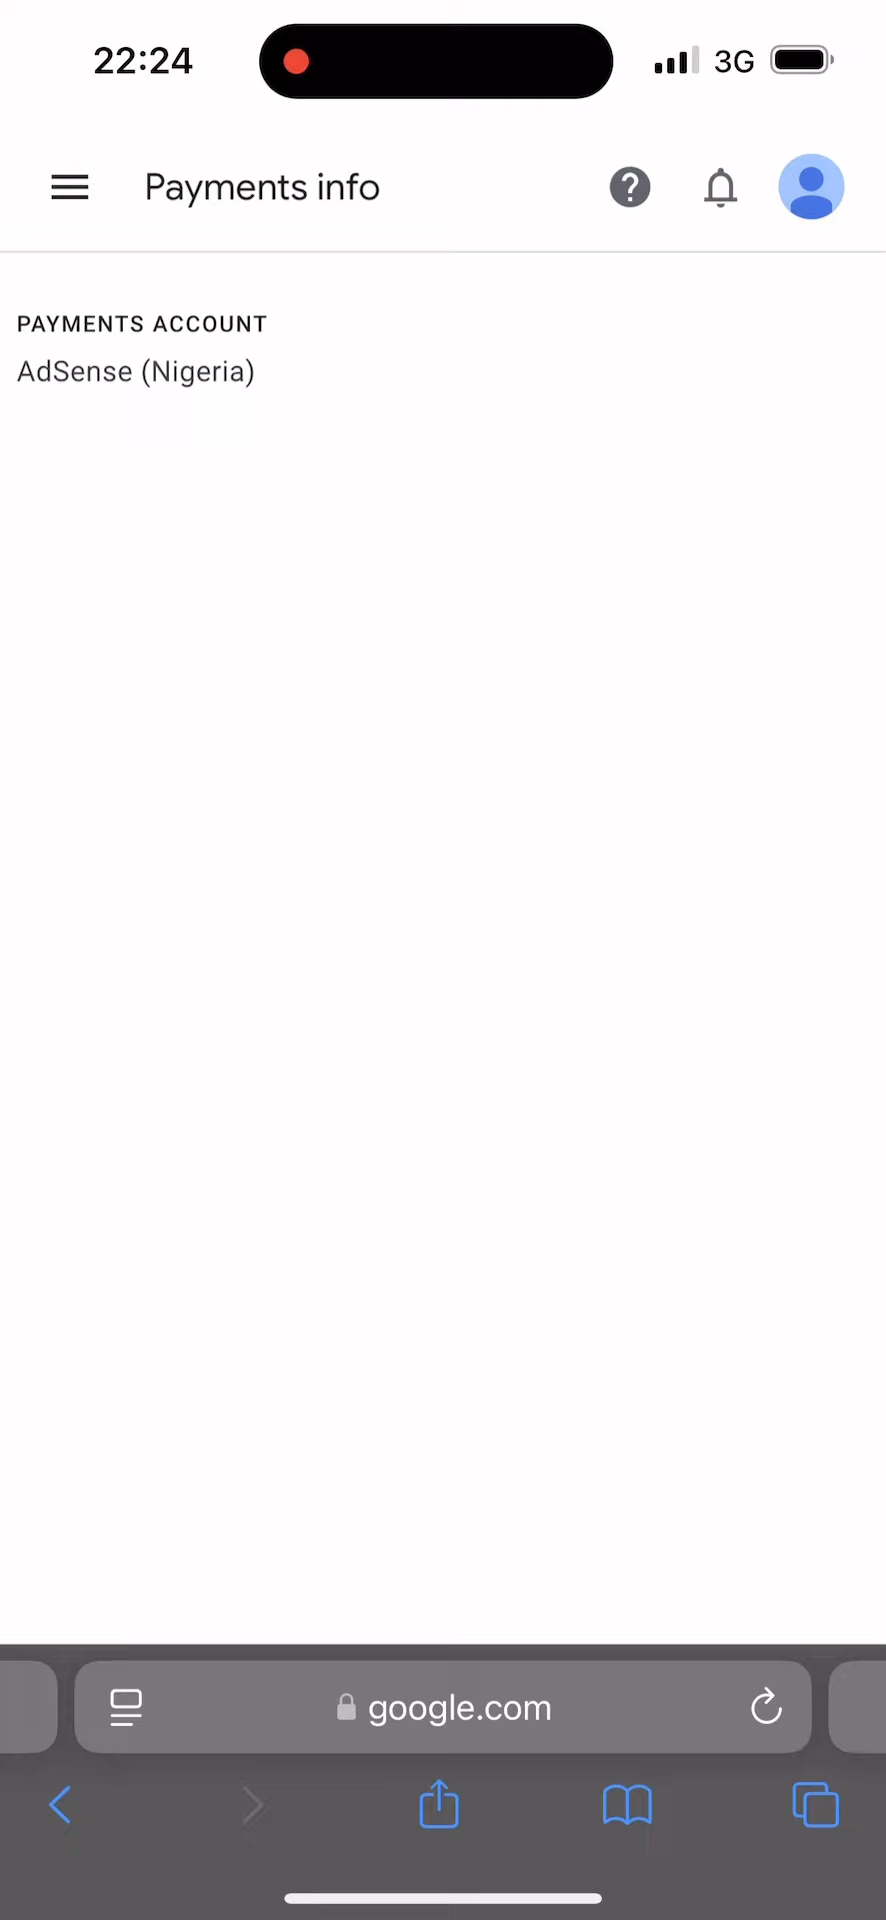 22:24
3G
Payments info
PAYMENTS ACCOUNT
AdSense (Nigeria)
google.com